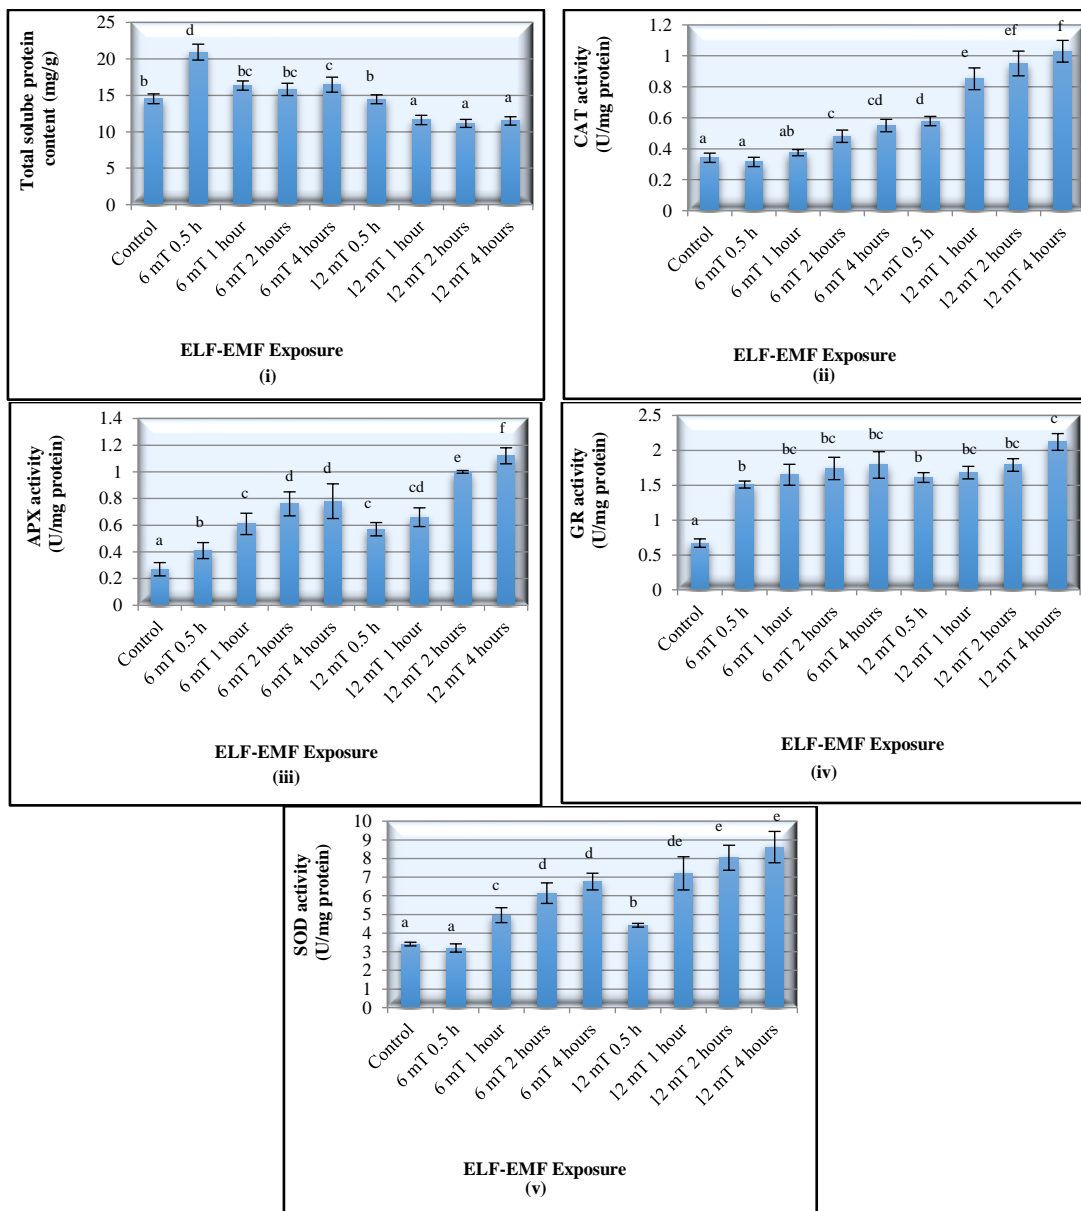 Total solube protein
content (mg/g)
25
20
15
10
5
0
b
d
bc
bc
c
b
a
a
a
Control
6 mT 0.5 h
6 mT 1 hour
6 mT 2 hours
6 mT 4 hours
12 mT 0.5 h
12 mT 1 hour
12 mT 2 hours
12 mT 4 hours
ELF-EMF Exposure
(i)
CAT activity
(U/mg protein)
1.2
1
0.8
0.6
0.4
0.2
0
a
a
ab
c
cd
d
e
ef
f
Control
6 mT 0.5 h
6 mT 1 hour
6 mT 2 hours
6 mT 4 hours
12 mT 0.5 h
12 mT 1 hour
12 mT 2 hours
12 mT 4 hours
ELF-EMF Exposure
(ii)
APX activity
(U/mg protein)
1.4
1.2
1
0.8
0.6
0.4
0.2
0
a
b
c
d
d
c
cd
e
f
Control
6 mT 0.5 h
6 mT 1 hour
6 mT 2 hours
6 mT 4 hours
12 mT 0.5 h
12 mT 1 hour
12 mT 2 hours
12 mT 4 hours
ELF-EMF Exposure
(iii)
GR activity
(U/mg protein)
2.5
2
1.5
1
0.5
0
a
b
bc
bc
bc
b
bc
bc
c
Control
6 mT 0.5 h
6 mT 1 hour
6 mT 2 hours
6 mT 4 hours
12 mT 0.5 h
12 mT 1 hour
12 mT 2 hours
12 mT 4 hours
ELF-EMF Exposure
(iv)
SOD activity
(U/mg protein)
10
9
8
7
6
5
4
3
2
1
0
a
a
c
d
d
b
de
e
e
Control
6 mT 0.5 h
6 mT 1 hour
6 mT 2 hours
6 mT 4 hours
12 mT 0.5 h
12 mT 1 hour
12 mT 2 hours
12 mT 4 hours
ELF-EMF Exposure
(v)